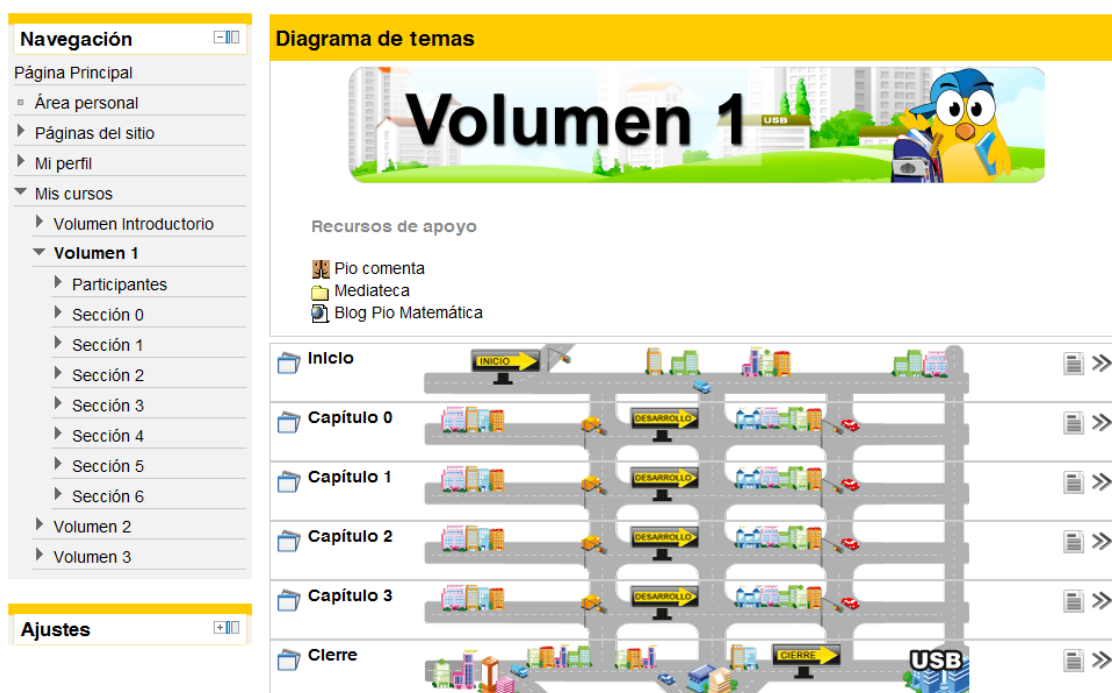 Navegación
Página Principal
Área personal
Páginas del sitio
Mi perfil
Mis cursos
Volumen Introductorio
Volumen 1
Participantes
Sección 0
Sección 1
Sección 2
Sección 3
Sección 4
Sección 5
Sección 6
Volumen 2
Volumen 3
Ajustes
Diagrama de temas
Volumen 1
USB
Recursos de apoyo
Pio comenta
Mediateca
Blog Pio Matemática
Inicio
INICIO
Capítulo 0
DESARROLLO
Capítulo 1
DESARROLLO
Capítulo 2
DESARROLLO
Capítulo 3
DESARROLLO
Cierre
CIERRE
USB